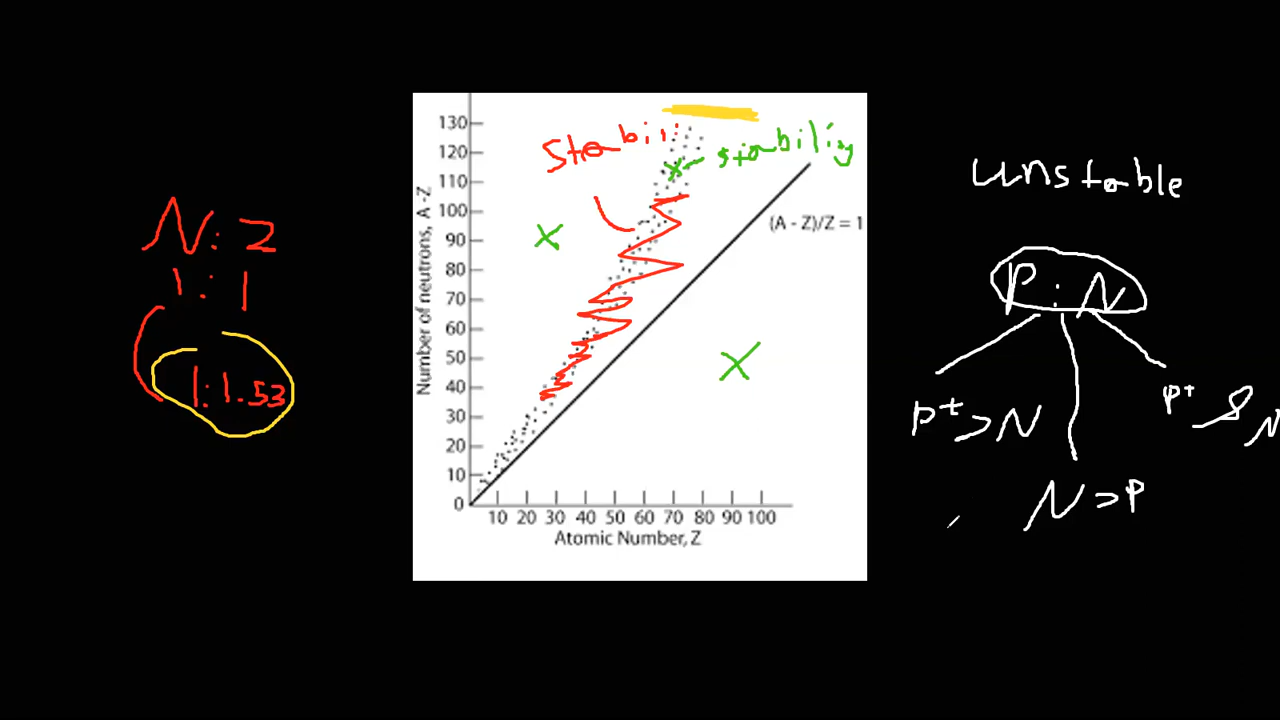 N:Z
1:1
1:1.53
130
120
110
100
90
80
70
60
50
40
30
20
10
0
Number of neutrons, A -Z
10 20 30 40 50 60 70 80 90 100
Atomic Number, Z
(A - Z)/Z = 1
Stabili
stability
unstable
P:N
P+>N
N>P
P+ & N